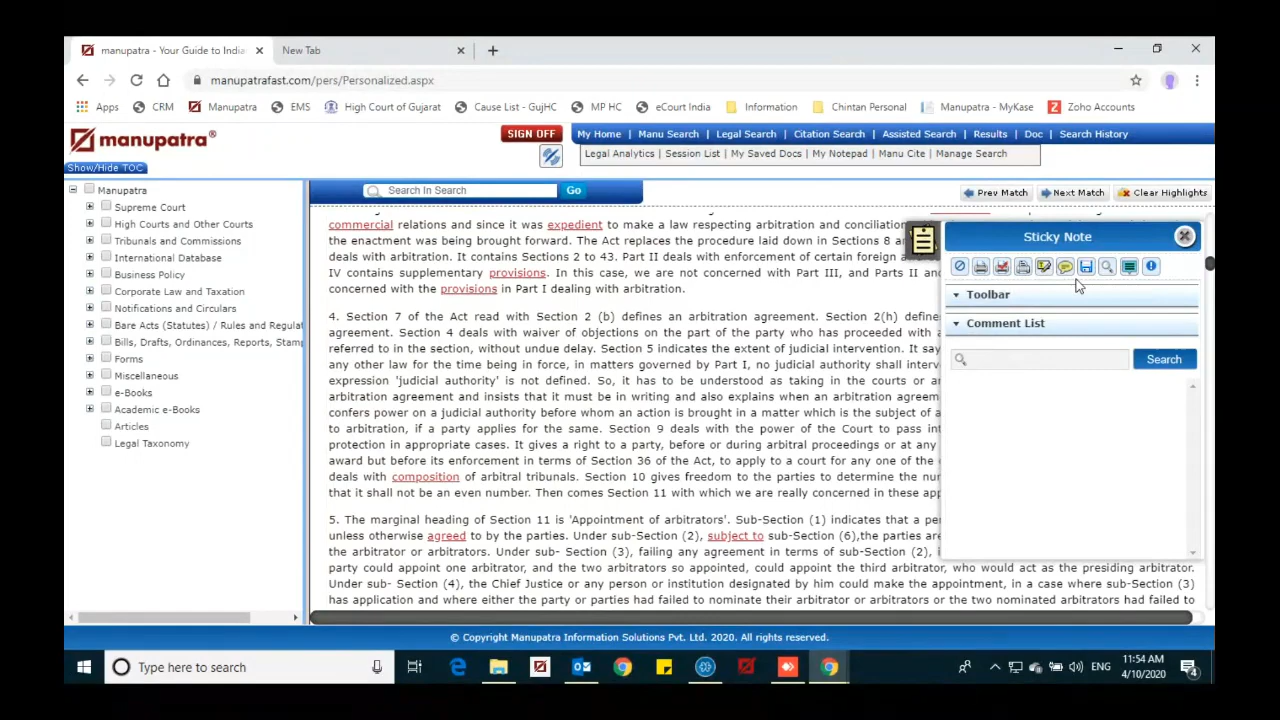 manupatra - Your Guide to India
New Tab
manupatrafast.com/pers/Personalized.aspx
Apps CRM Manupatra EMS High Court of Gujarat Cause List - GujHC MP HC eCourt India Information Chintan Personal Manupatra - MyKase Zoho Accounts
manupatra®
SIGN OFF
My Home | Manu Search | Legal Search | Citation Search | Assisted Search | Results | Doc | Search History
Legal Analytics | Session List | My Saved Docs | My Notepad | Manu Cite | Manage Search
Show/Hide TOC
Search In Search Go
Prev Match Next Match Clear Highlights
Manupatra
Supreme Court
High Courts and Other Courts
Tribunals and Commissions
International Database
Business Policy
Corporate Law and Taxation
Notifications and Circulars
Bare Acts (Statutes) / Rules and Regulat
Bills, Drafts, Ordinances, Reports, Stam
Forms
Miscellaneous
e-Books
Academic e-Books
Articles
Legal Taxonomy
commercial relations and since it was expedient to make a law respecting arbitration and conciliation
the enactment was being brought forward. The Act replaces the procedure laid down in Sections 8 a
deals with arbitration. It contains Sections 2 to 43. Part II deals with enforcement of certain foreign a
IV contains supplementary provisions. In this case, we are not concerned with Part III, and Parts II an
concerned with the provisions in Part I dealing with arbitration.
4. Section 7 of the Act read with Section 2 (b) defines an arbitration agreement. Section 2(h) define
agreement. Section 4 deals with waiver of objections on the part of the party who has proceeded with a
referred to in the section, without undue delay. Section 5 indicates the extent of judicial intervention. It say
any other law for the time being in force, in matters governed by Part I, no judicial authority shall interv
expression 'judicial authority' is not defined. So, it has to be understood as taking in the courts or ar
arbitration agreement and insists that it must be in writing and also explains when an arbitration agreem
confers power on a judicial authority before whom an action is brought in a matter which is the subject of a
to arbitration, if a party applies for the same. Section 9 deals with the power of the Court to pass int
protection in appropriate cases. It gives a right to a party, before or during arbitral proceedings or at any
award but before its enforcement in terms of Section 36 of the Act, to apply to a court for any one of the
deals with composition of arbitral tribunals. Section 10 gives freedom to the parties to determine the nu
that it shall not be an even number. Then comes Section 11 with which we are really concerned in these app
5. The marginal heading of Section 11 is 'Appointment of arbitrators'. Sub-Section (1) indicates that a pe
unless otherwise agreed to by the parties. Under sub-Section (2), subject to sub-Section (6),the parties are
the arbitrator or arbitrators. Under sub- Section (3), failing any agreement in terms of sub-Section (2), i
party could appoint one arbitrator, and the two arbitrators so appointed, could appoint the third arbitrator, who would act as the presiding arbitrator.
Under sub- Section (4), the Chief Justice or any person or institution designated by him could make the appointment, in a case where sub-Section (3)
has application and where either the party or parties had failed to nominate their arbitrator or arbitrators or the two nominated arbitrators had failed to
Sticky Note
Toolbar
Comment List
Search
© Copyright Manupatra Information Solutions Pvt. Ltd. 2020. All rights reserved.
Type here to search
ENG
11:54 AM
4/10/2020
4